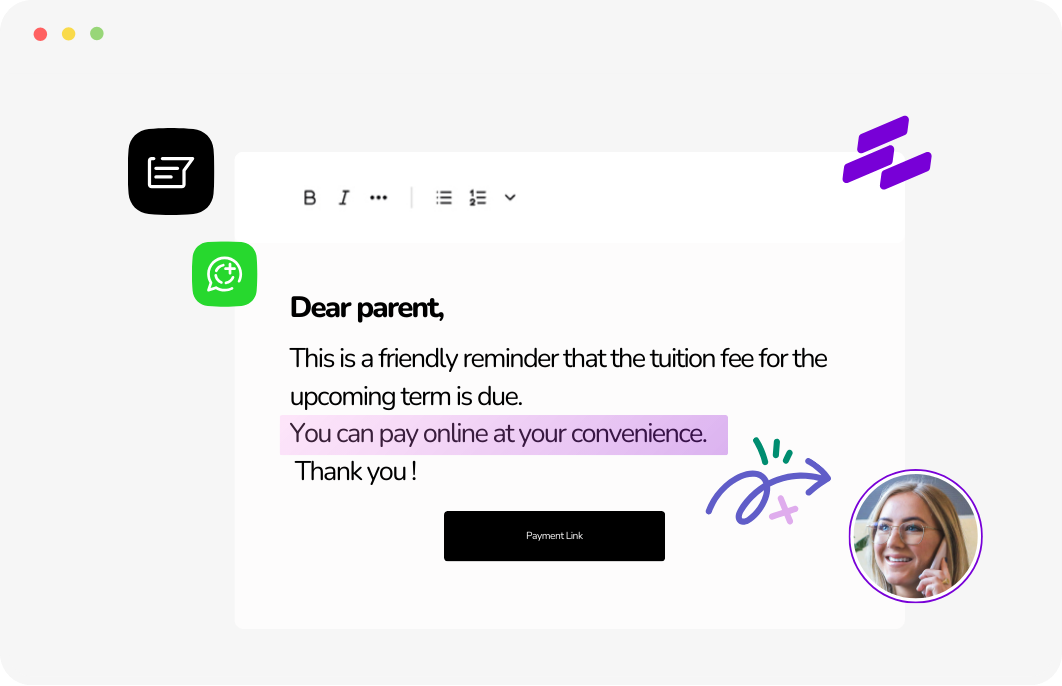 B I
Dear parent,
This is a friendly reminder that the tuition fee for the
upcoming term is due.
You can pay online at your convenience.
Thank you !
Payment Link